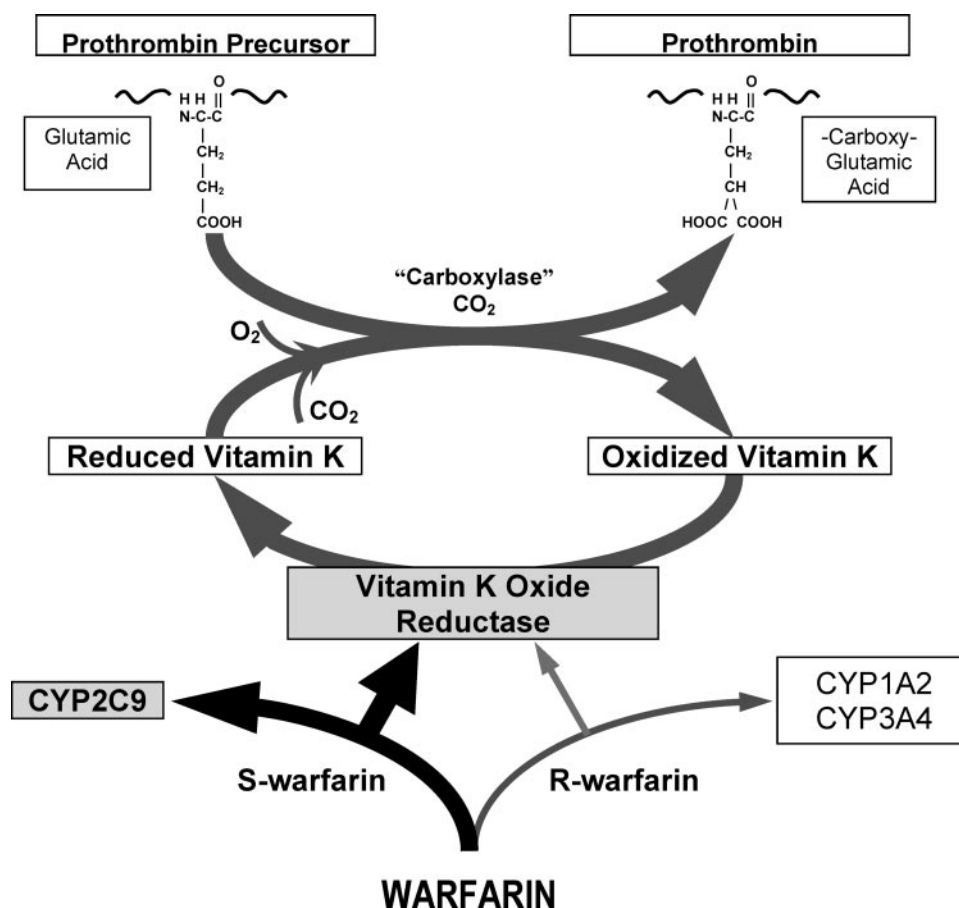 Prothrombin Precursor
Prothrombin
O
H H
N-C-C
CH₂
CH₂
COOH
Glutamic
Acid
O
H H
N-C-C
CH₂
CH
HOOC COOH
-Carboxy-
Glutamic
Acid
“Carboxylase”
CO₂
O₂
CO₂
Reduced Vitamin K
Oxidized Vitamin K
Vitamin K Oxide
Reductase
CYP2C9
CYP1A2
CYP3A4
S-warfarin
R-warfarin
WARFARIN